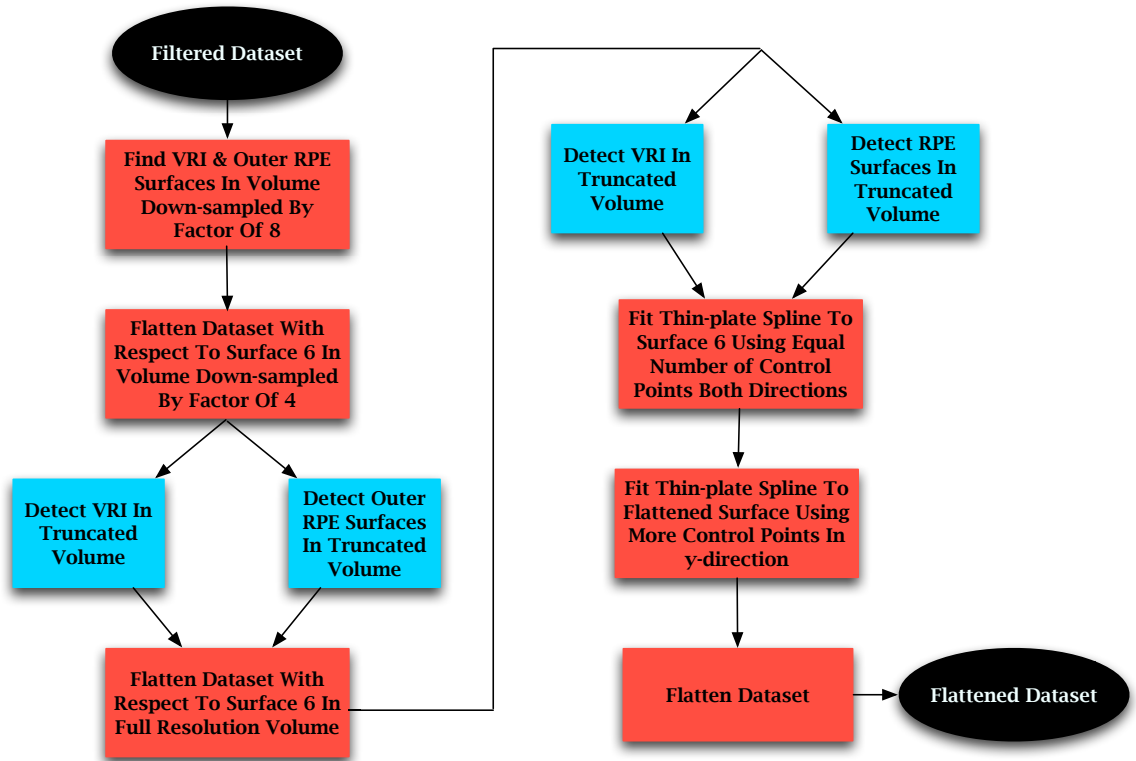 Filtered Dataset
Find VRI & Outer RPE
Surfaces In Volume
Down-sampled By
Factor Of 8
Flatten Dataset With
Respect To Surface 6 In
Volume Down-sampled
By Factor Of 4
Detect VRI In
Truncated
Volume
Detect Outer
RPE Surfaces
In Truncated
Volume
Flatten Dataset With
Respect To Surface 6 In
Full Resolution Volume
Detect VRI In
Truncated
Volume
Detect RPE
Surfaces In
Truncated
Volume
Fit Thin-plate Spline To
Surface 6 Using Equal
Number of Control
Points Both Directions
Fit Thin-plate Spline To
Flattened Surface Using
More Control Points In
y-direction
Flatten Dataset
Flattened Dataset